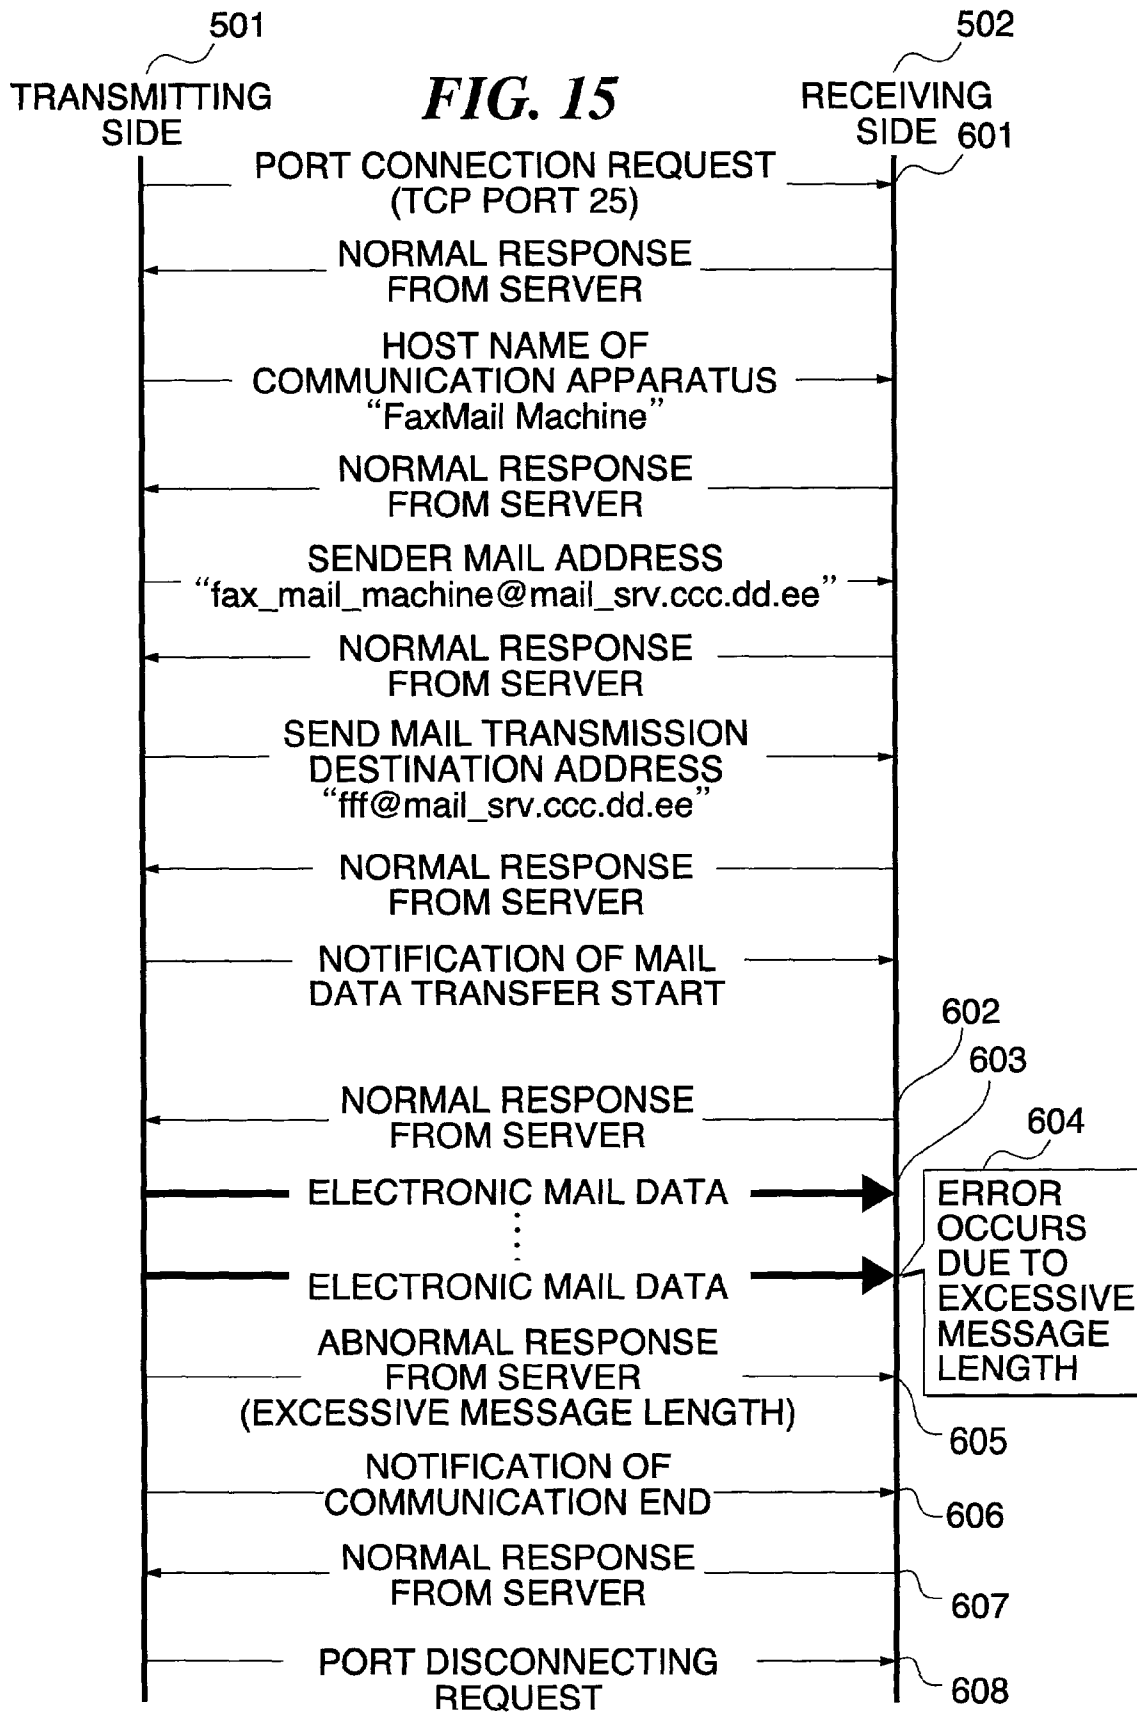 501
502
TRANSMITTING
SIDE
FIG. 15
RECEIVING
SIDE
601
PORT CONNECTION REQUEST
(TCP PORT 25)
NORMAL RESPONSE
FROM SERVER
HOST NAME OF
COMMUNICATION APPARATUS
“FaxMail Machine”
NORMAL RESPONSE
FROM SERVER
SENDER MAIL ADDRESS
“fax_mail_machine@mail_srv.ccc.dd.ee”
NORMAL RESPONSE
FROM SERVER
SEND MAIL TRANSMISSION
DESTINATION ADDRESS
“fff@mail_srv.ccc.dd.ee”
NORMAL RESPONSE
FROM SERVER
NOTIFICATION OF MAIL
DATA TRANSFER START
602
603
NORMAL RESPONSE
FROM SERVER
604
ELECTRONIC MAIL DATA
ELECTRONIC MAIL DATA
ERROR
OCCURS
DUE TO
EXCESSIVE
MESSAGE
LENGTH
ABNORMAL RESPONSE
FROM SERVER
(EXCESSIVE MESSAGE LENGTH)
605
NOTIFICATION OF
COMMUNICATION END
606
NORMAL RESPONSE
FROM SERVER
607
PORT DISCONNECTING
REQUEST
608